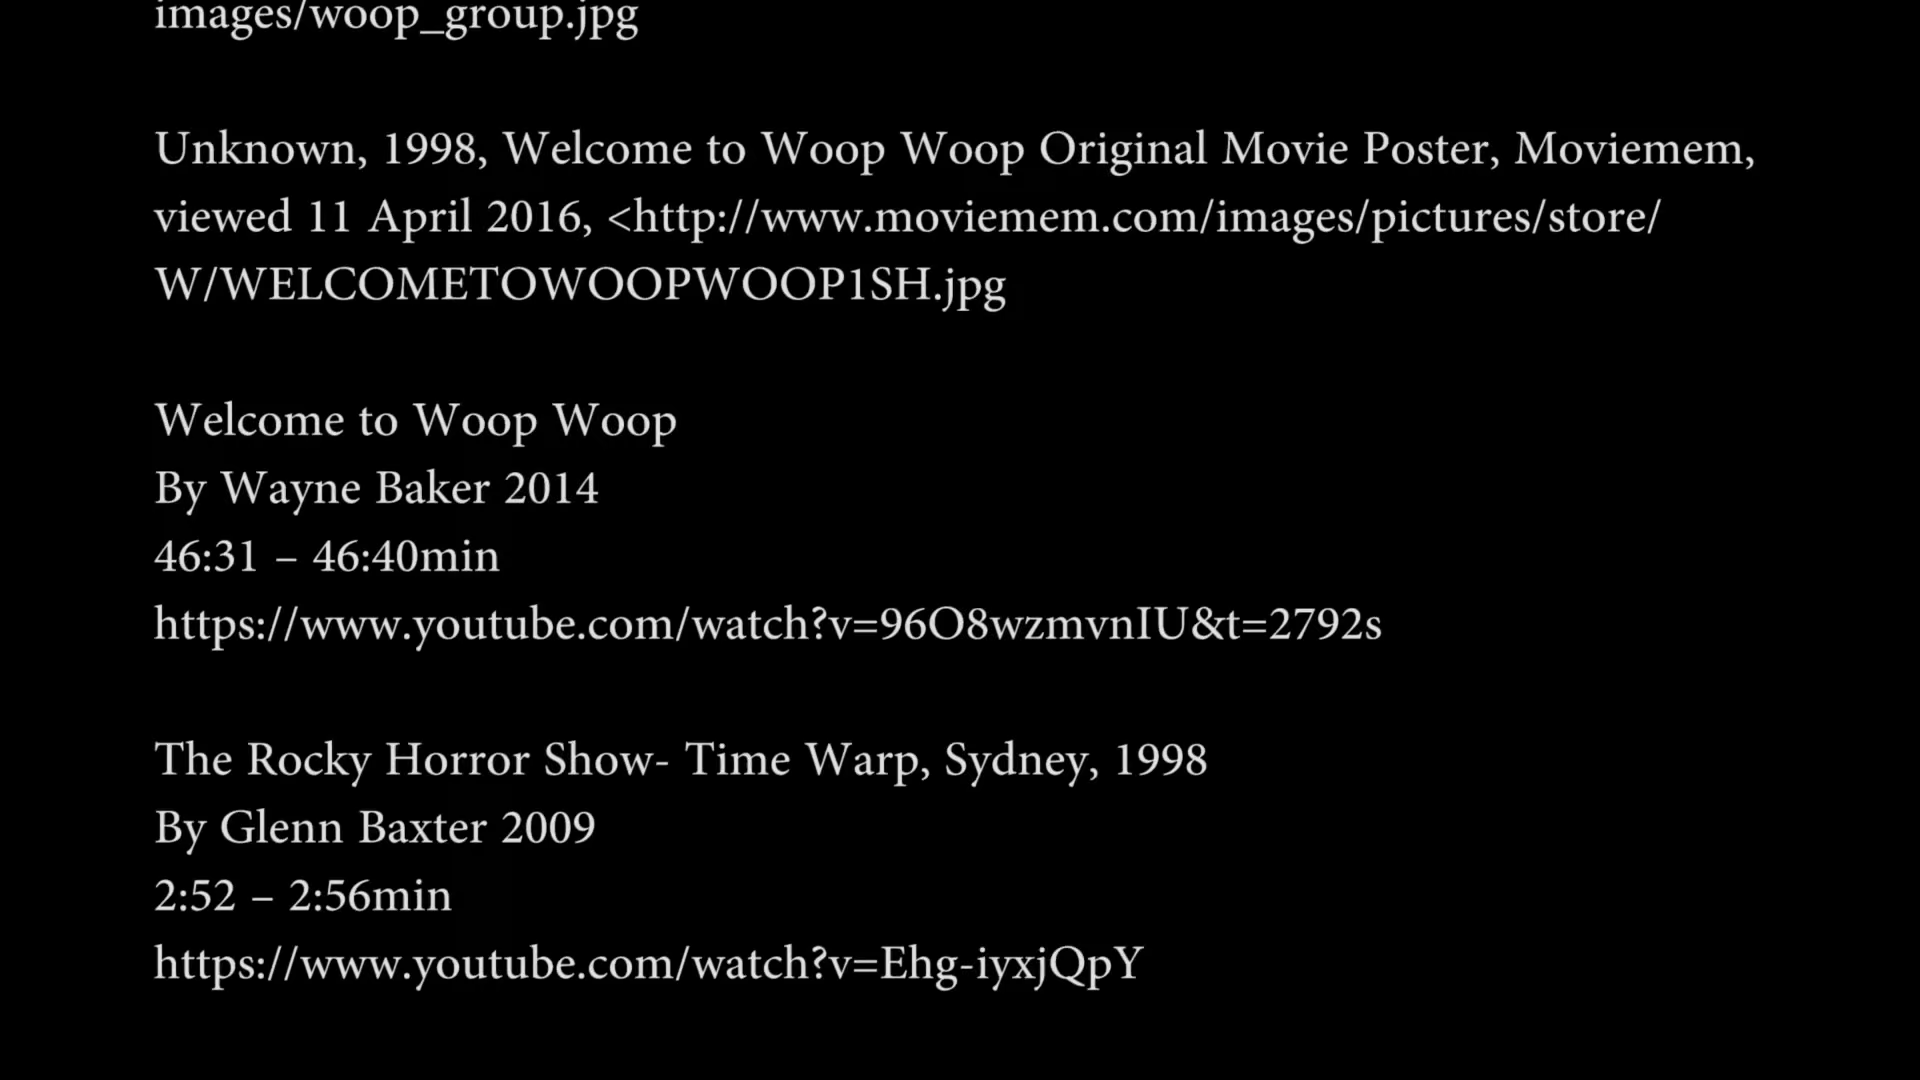 images/woop_group.jpg
Unknown, 1998, Welcome to Woop Woop Original Movie Poster, Moviemem,
viewed 11 April 2016, <http://www.moviemem.com/images/pictures/store/
W/WELCOMETOWOOPWOOP1SH.jpg
Welcome to Woop Woop
By Wayne Baker 2014
46:31 – 46:40min
https://www.youtube.com/watch?v=96O8wzmvnIU&t=2792s
The Rocky Horror Show- Time Warp, Sydney, 1998
By Glenn Baxter 2009
2:52 – 2:56min
https://www.youtube.com/watch?v=Ehg-iyxjQpY